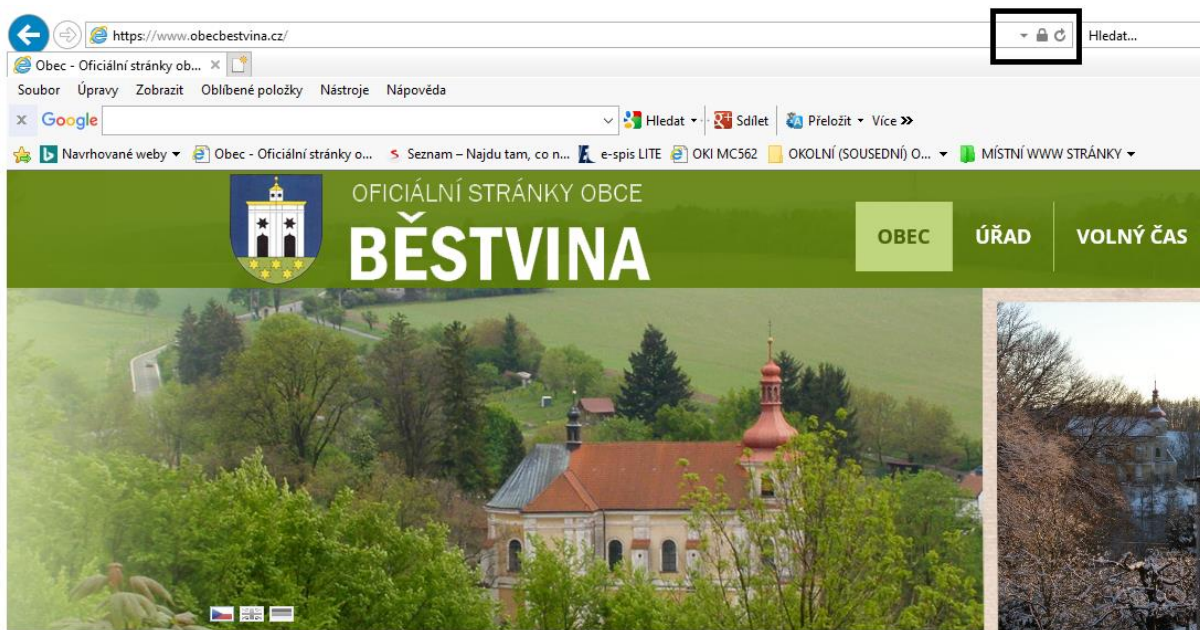 https://www.obecbestvina.cz/
Hledat...
Obec - Oficiální stránky ob...
Soubor Úpravy Zobrazit Oblíbené položky Nástroje Nápověda
x Google Hledat Sdílet Přeložit Více »
Navrhované weby Obec - Oficiální stránky o... Seznam – Najdu tam, co n... e-spis LITE OKI MC562 OKOLNÍ (SOUSEDNÍ) O... MÍSTNÍ WWW STRÁNKY
OFICIÁLNÍ STRÁNKY OBCE
BĚSTVINA
OBEC ÚŘAD VOLNÝ ČAS